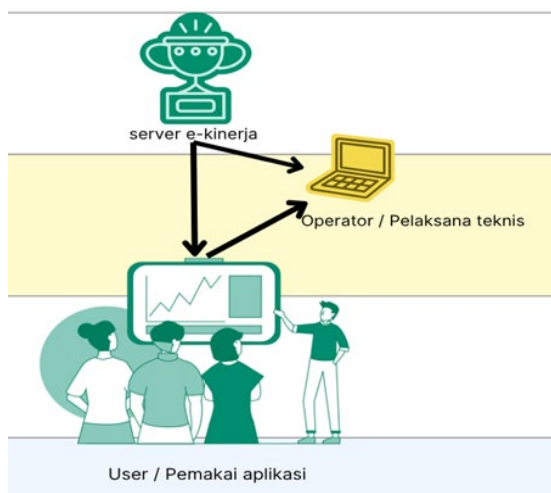 server e-kinerja
Operator / Pelaksana teknis
User / Pemakai aplikasi